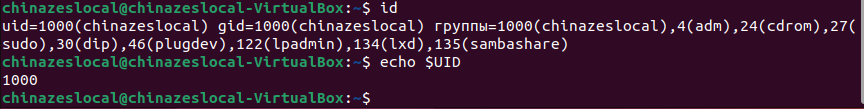 chinazeslocal@chinazeslocal-VirtualBox:~$ id
uid=1000(chinazeslocal) gid=1000(chinazeslocal) группы=1000(chinazeslocal),4(adm),24(cdrom),27(
sudo),30(dip),46(plugdev),122(lpadmin),134(lxd),135(sambashare)
chinazeslocal@chinazeslocal-VirtualBox:~$ echo $UID
1000
chinazeslocal@chinazeslocal-VirtualBox:~$